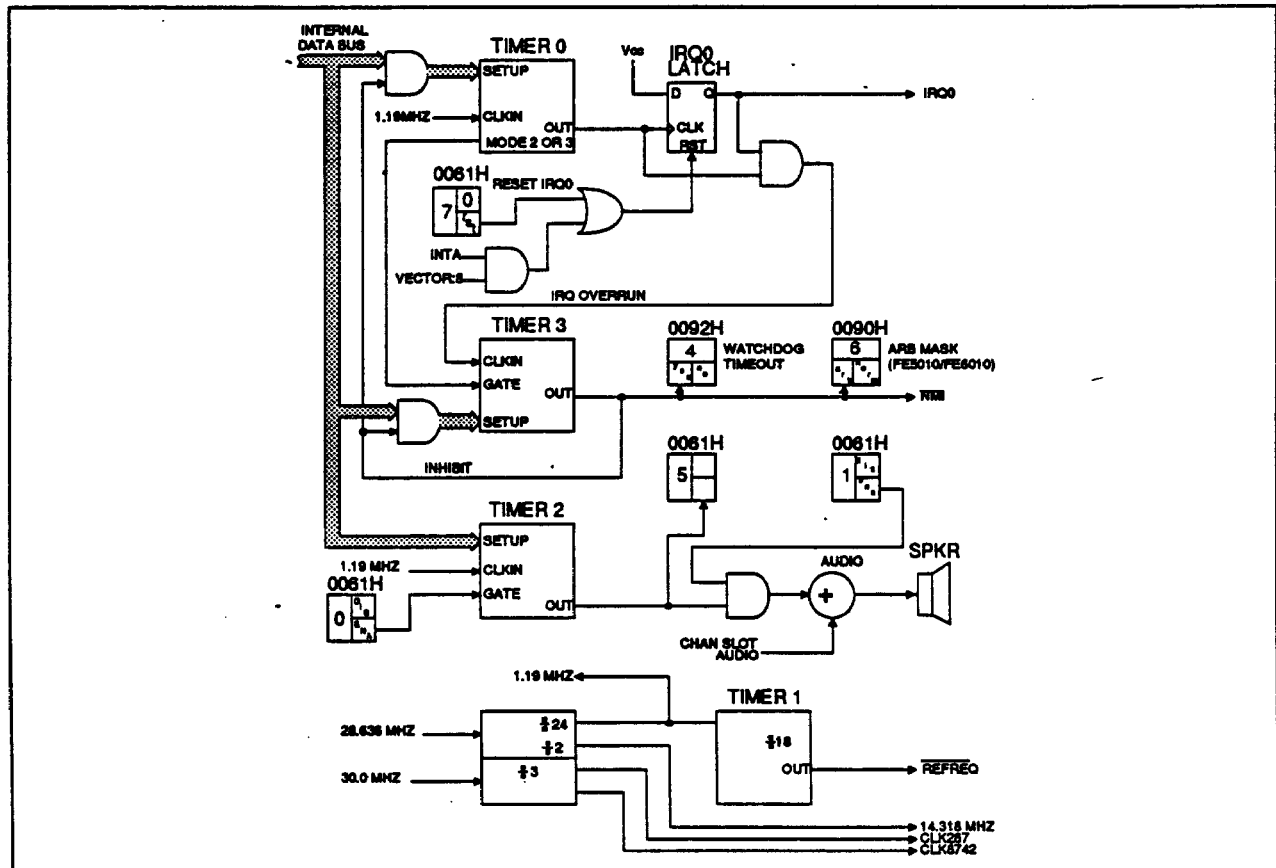 INTERNAL
DATA BUS
TIMER 0
SETUP
1.19MHZ
CLKIN
OUT
MODE 2 OR 3
Vcc
IRQ0
LATCH
D
Q
CLK
RST
IRQ0
0061H
7
0
RESET IRQ0
INTA
VECTOR:8
IRQ OVERRUN
TIMER 3
CLKIN
GATE
OUT
SETUP
INHIBIT
0092H
4
WATCHDOG
TIMEOUT
0090H
6
ARB MASK
(FE5010/FE6010)
NMI
0061H
5
0061H
1
TIMER 2
SETUP
1.19 MHZ
CLKIN
GATE
OUT
0061H
0
AUDIO
+
SPKR
CHAN SLOT
AUDIO
1.19 MHZ
28.636 MHZ
÷24
÷2
30.0 MHZ
÷3
TIMER 1
÷18
OUT
REFREQ
14.318 MHZ
CLK287
CLK8742